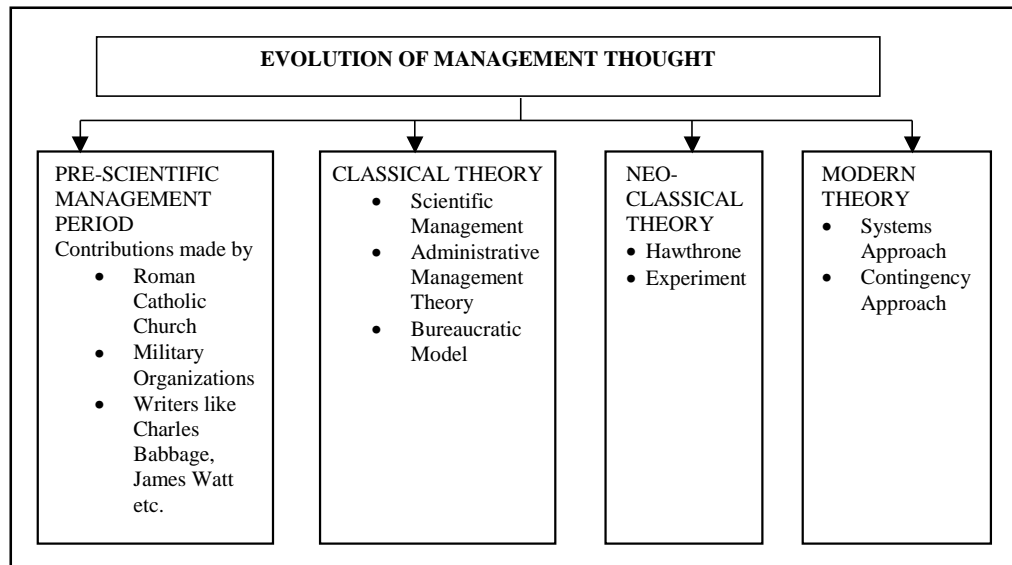 EVOLUTION OF MANAGEMENT THOUGHT
PRE-SCIENTIFIC
MANAGEMENT
PERIOD
Contributions made by
• Roman
Catholic
Church
• Military
Organizations
• Writers like
Charles
Babbage,
James Watt
etc.
CLASSICAL THEORY
• Scientific
Management
• Administrative
Management
Theory
• Bureaucratic
Model
NEO-
CLASSICAL
THEORY
• Hawthrone
• Experiment
MODERN
THEORY
• Systems
Approach
• Contingency
Approach